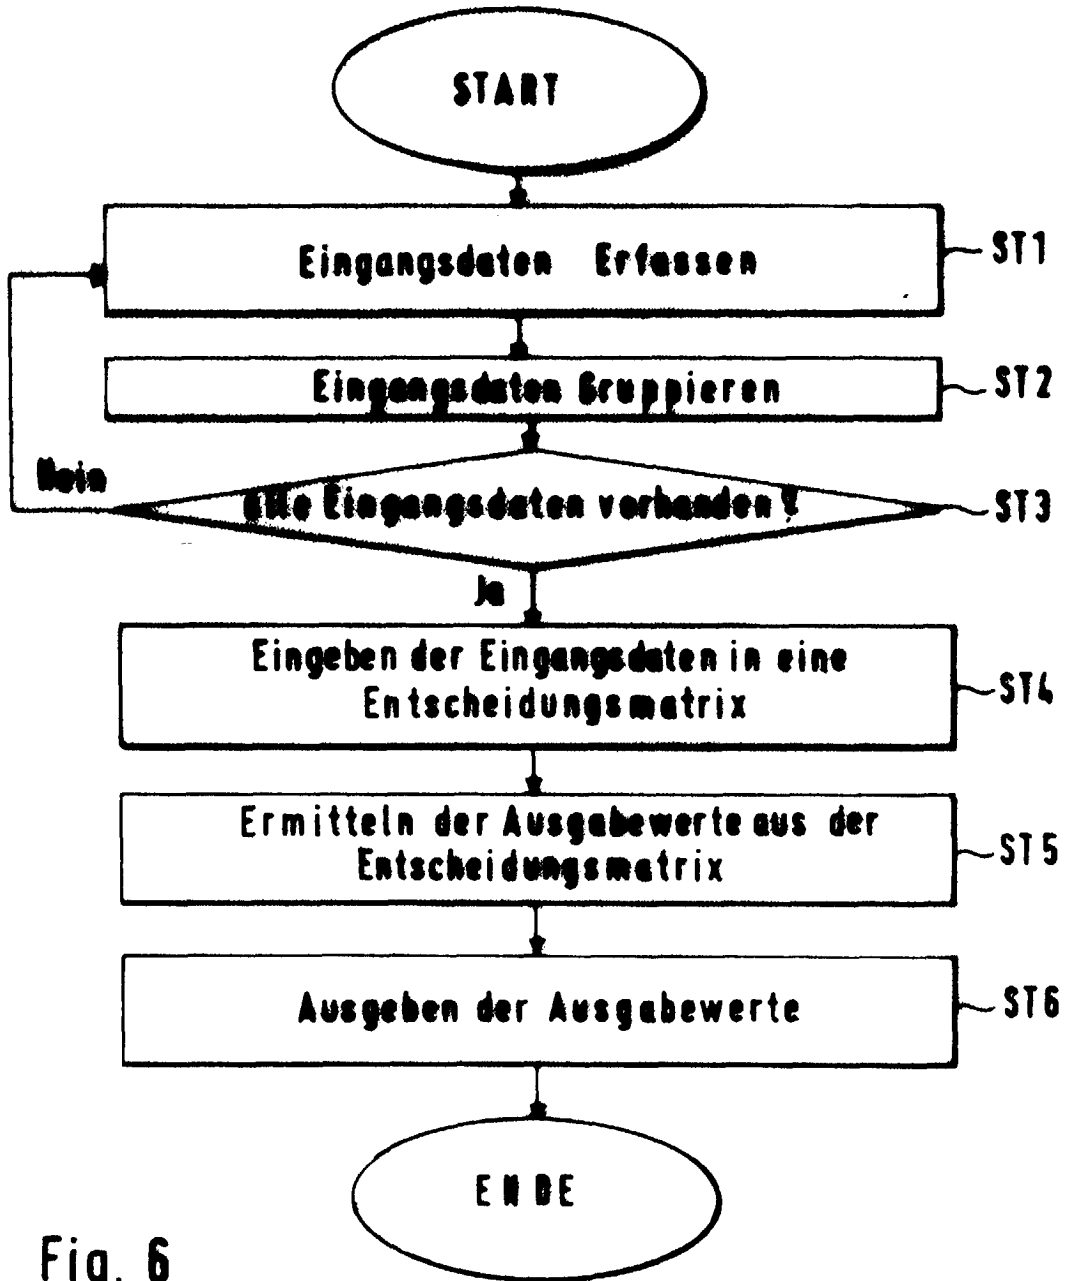 START
Eingangsdaten Erfassen
ST1
Eingangsdaten Gruppieren
ST2
Nein
alle Eingangsdaten vorhanden?
ST3
Ja
Eingeben der Eingangsdaten in eine
Entscheidungsmatrix
ST4
Ermitteln der Ausgabewerte aus der
Entscheidungsmatrix
ST5
Ausgeben der Ausgabewerte
ST6
ENDE
Fig. 6